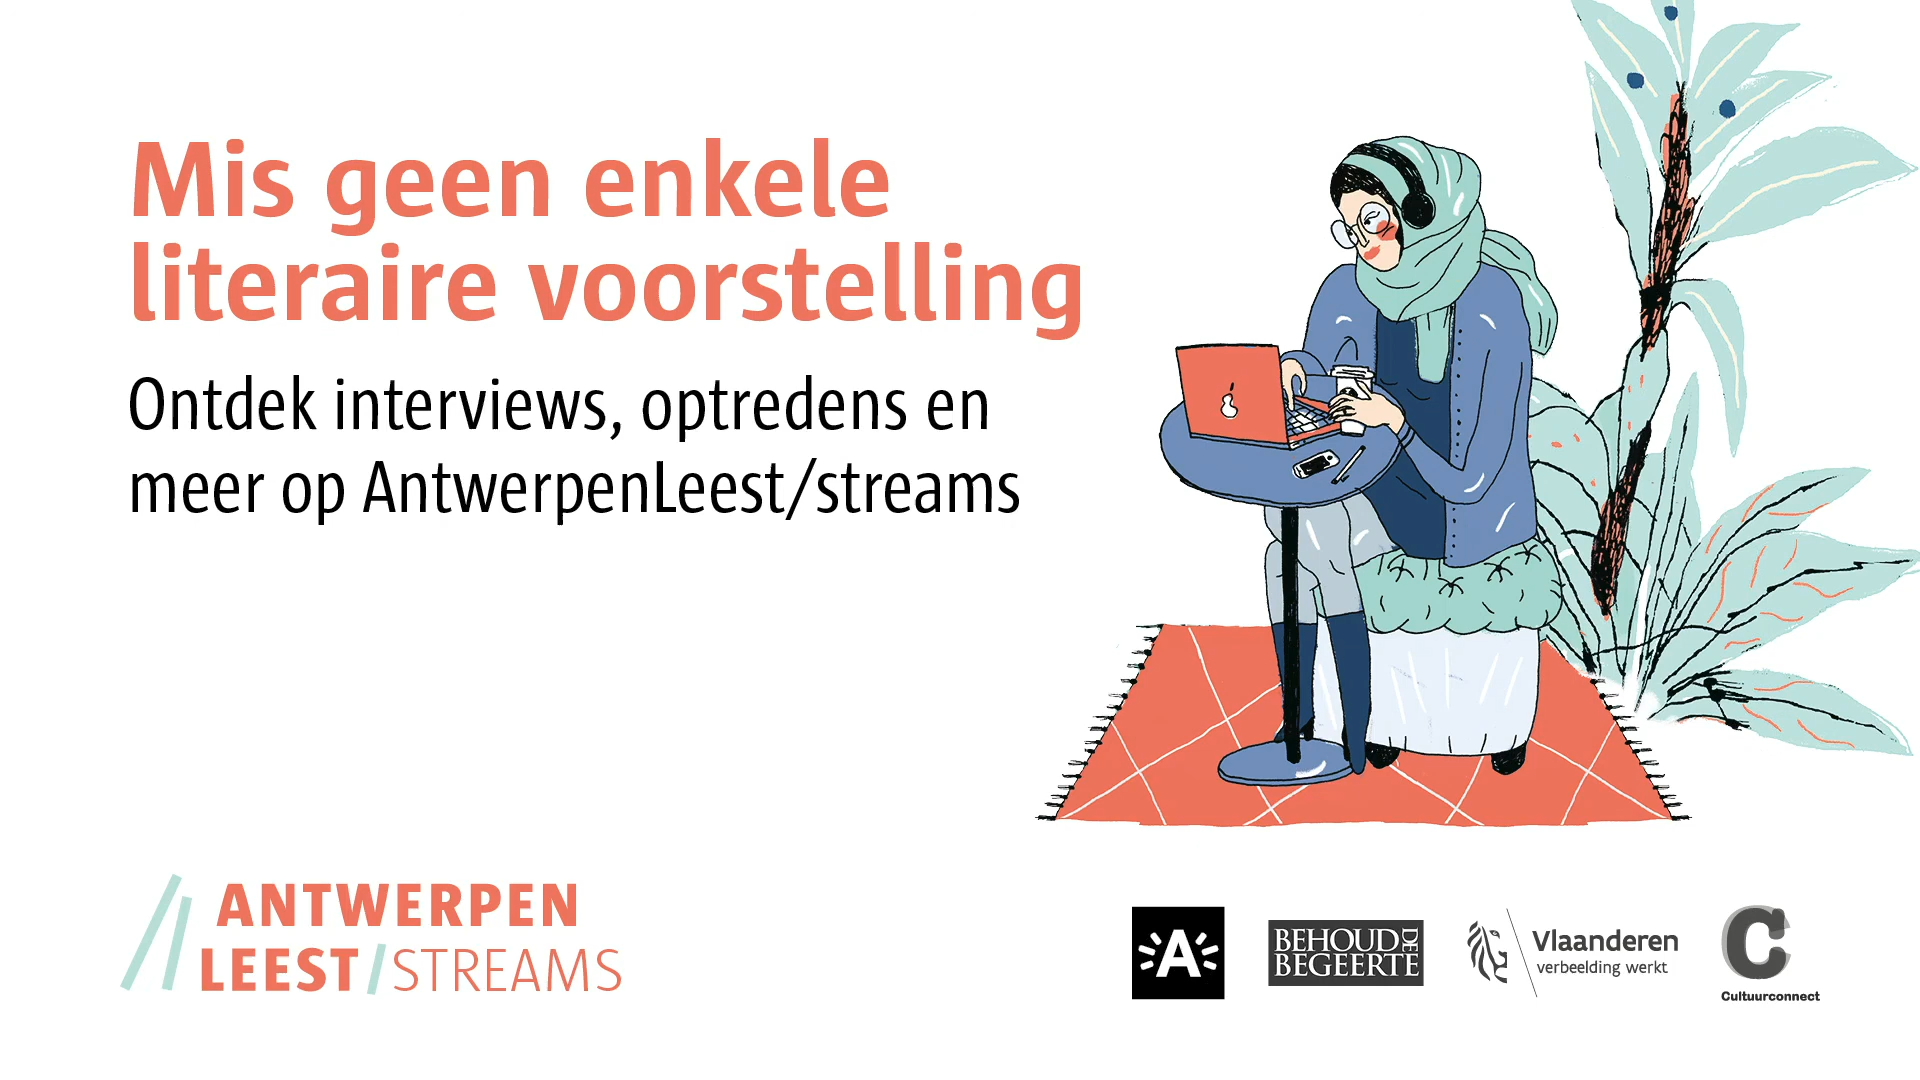 Mis geen enkele
literaire voorstelling
Ontdek interviews, optredens en
meer op AntwerpenLeest/streams
ANTWERPEN
LEEST/STREAMS
A
BEHOUD DE
BEGEERTE
Vlaanderen
verbeelding werkt
C
Cultuurconnect